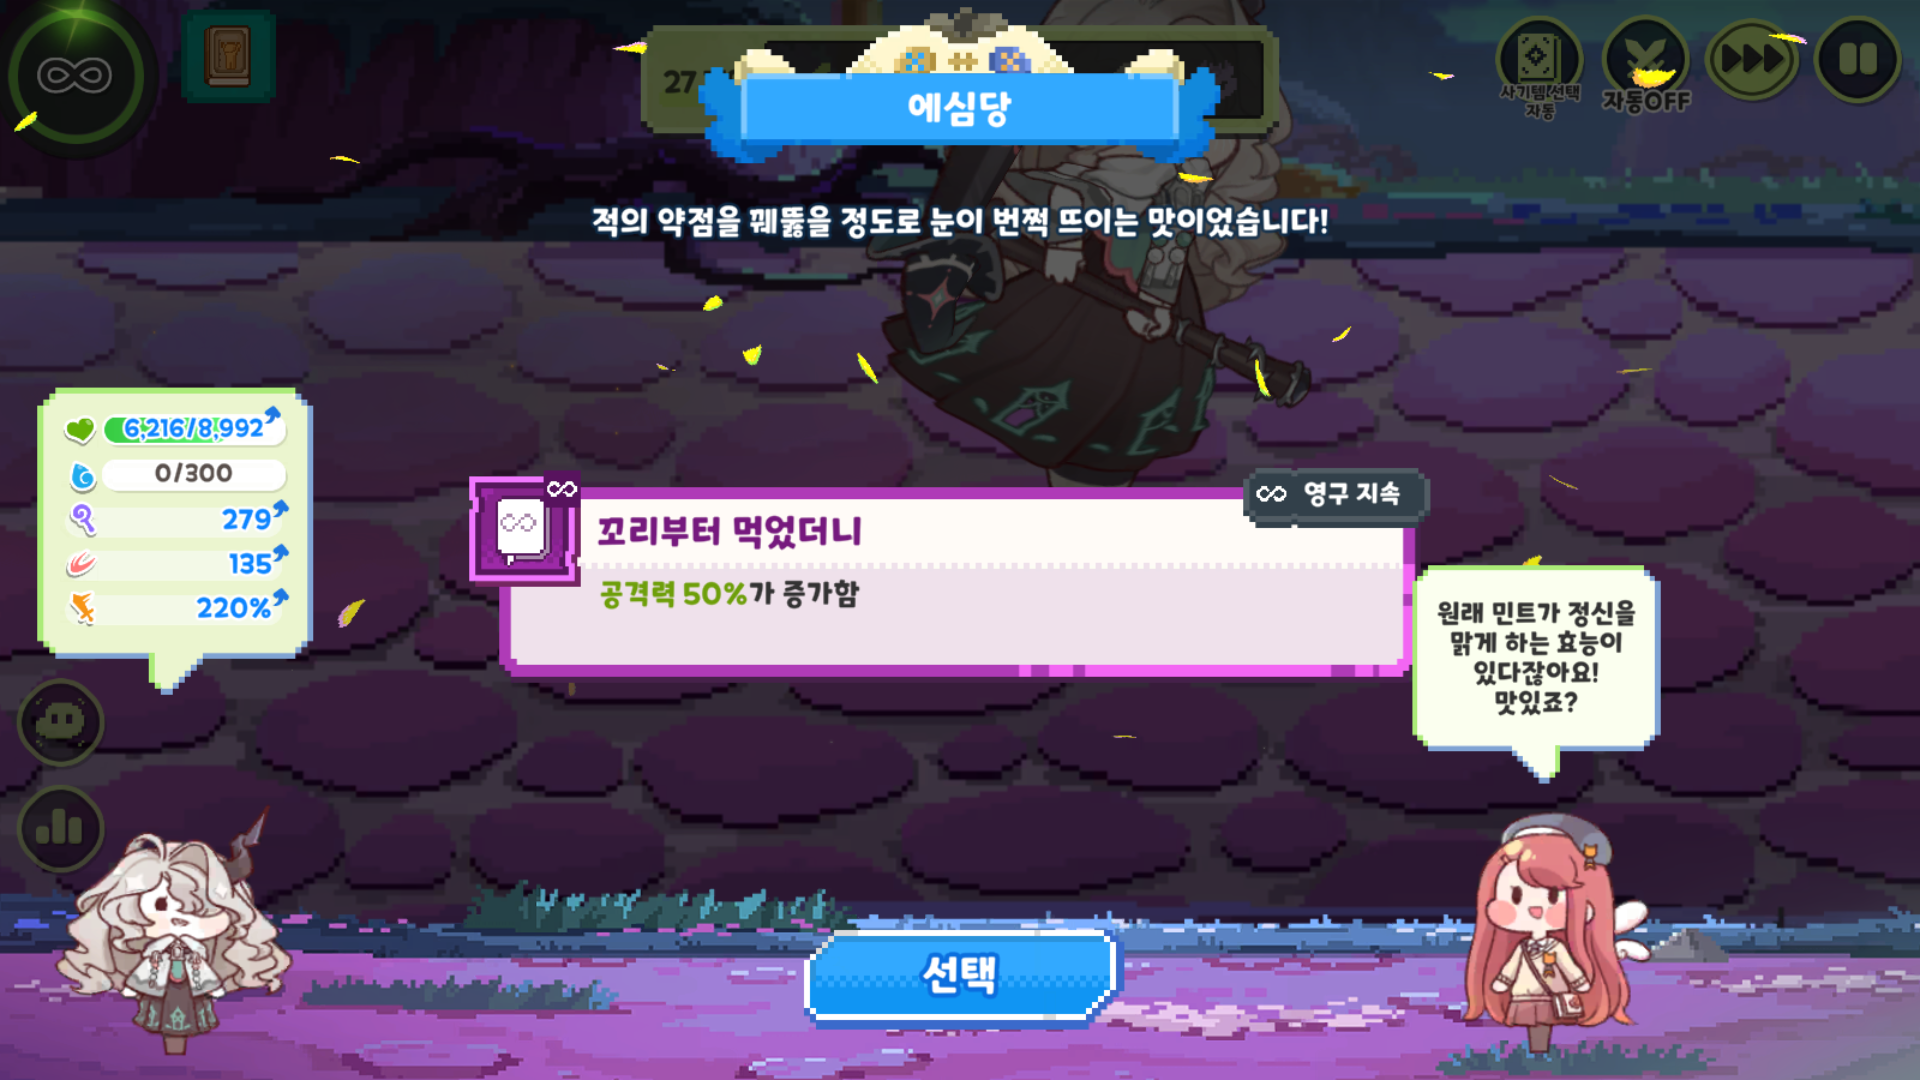 27
에심당
사기템 선택
자동
자동OFF
적의 약점을 꿰뚫을 정도로 눈이 번쩍 뜨이는 맛이었습니다!
6,216/8,992
0/300
279
135
220%
영구 지속
꼬리부터 먹었더니
공격력 50%가 증가함
원래 민트가 정신을
맑게 하는 효능이
있다잖아요!
맛있죠?
선택